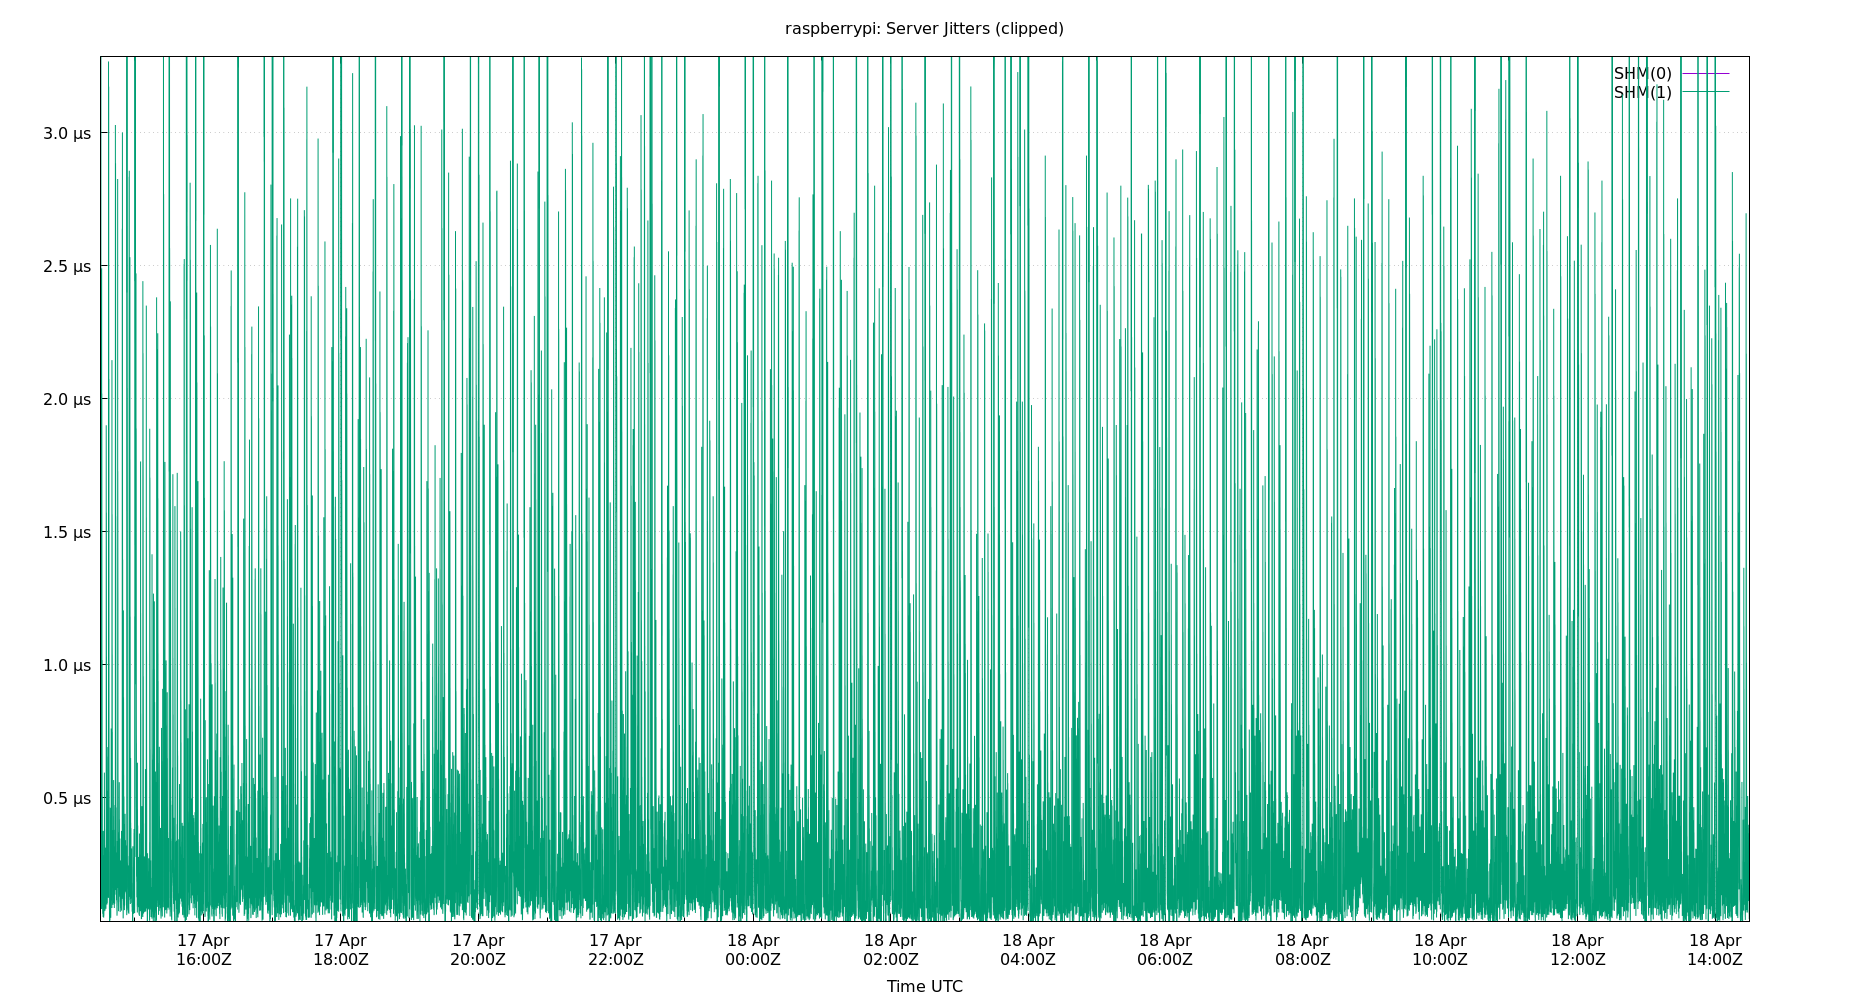 raspberrypi: Server Jitters (clipped)
SHM(0)
SHM(1)
3.0 μs
2.5 μs
2.0 μs
1.5 μs
1.0 μs
0.5 μs
17 Apr 17 Apr 17 Apr 17 Apr 18 Apr 18 Apr 18 Apr 18 Apr 18 Apr 18 Apr 18 Apr 18 Apr
16:00Z 18:00Z 20:00Z 22:00Z 00:00Z 02:00Z 04:00Z 06:00Z 08:00Z 10:00Z 12:00Z 14:00Z
Time UTC